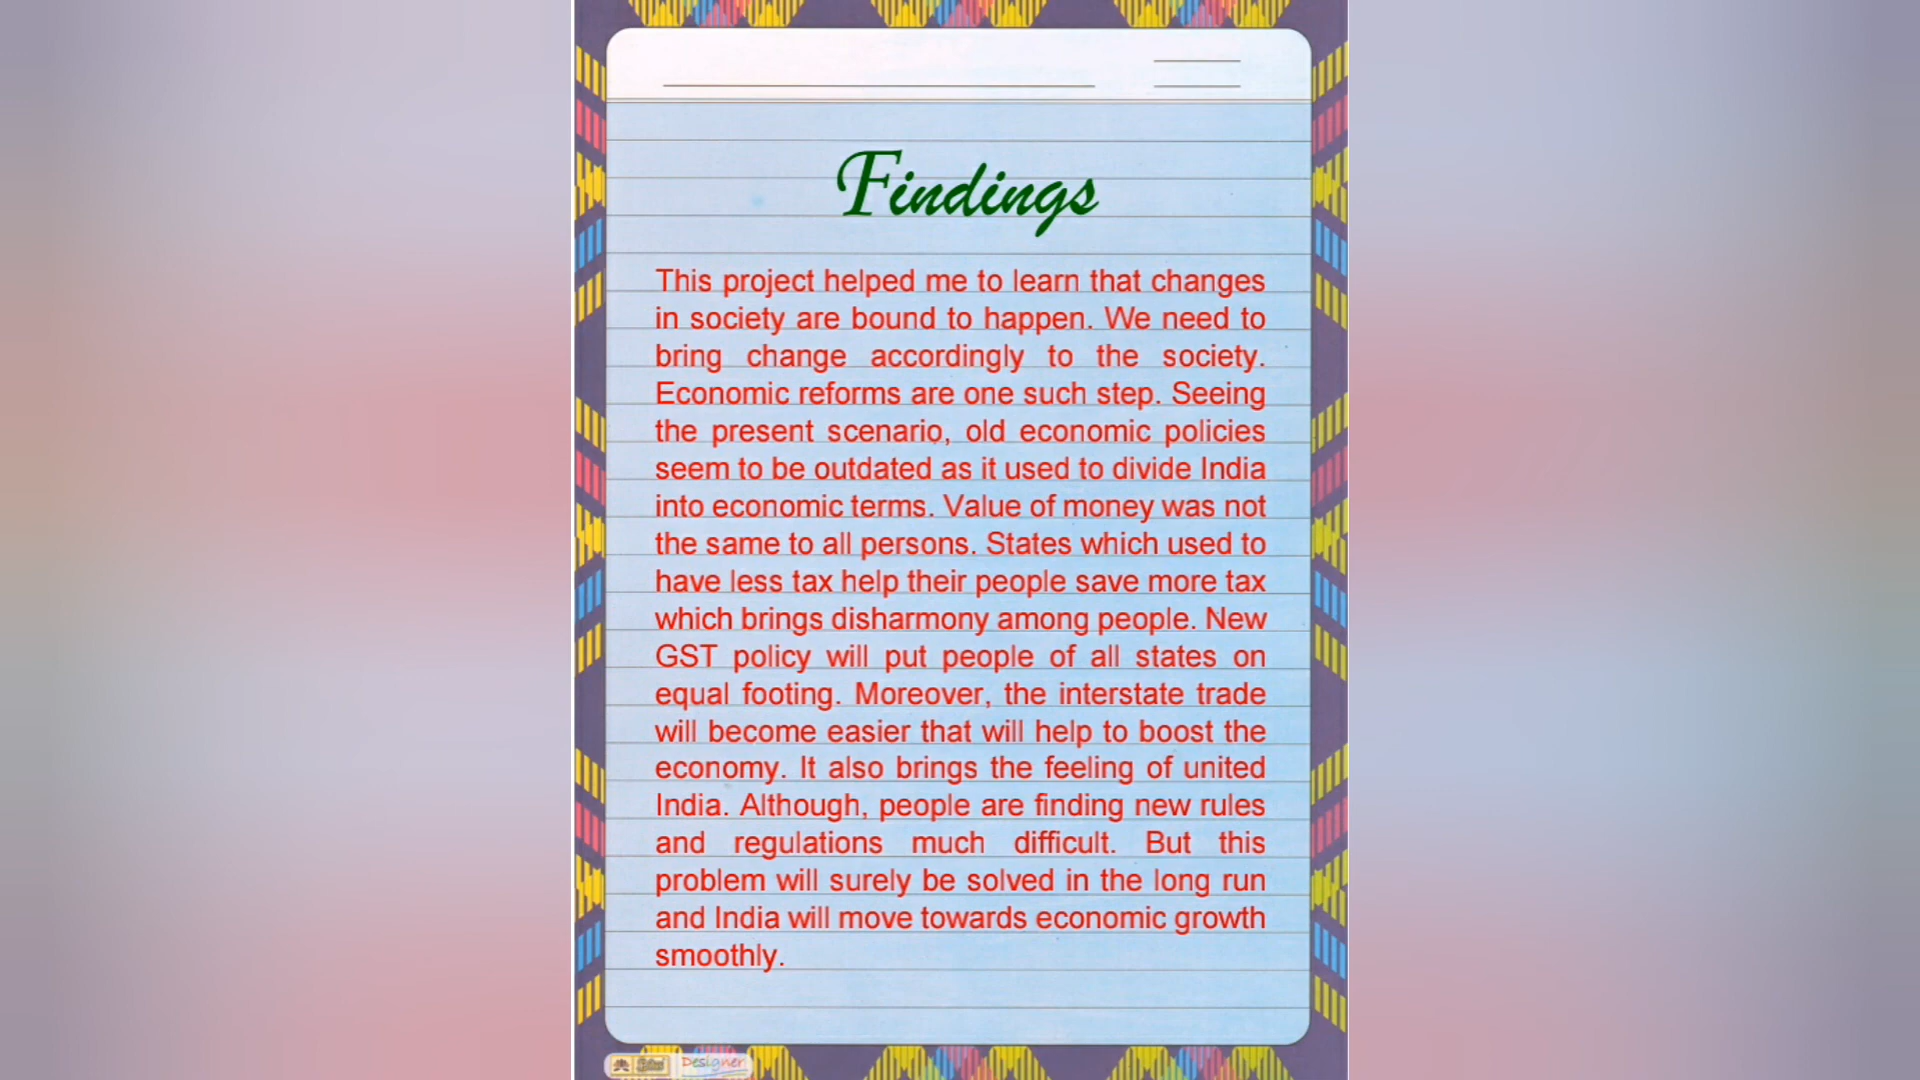 Findings
This project helped me to learn that changes
in society are bound to happen. We need to
bring change accordingly to the society.
Economic reforms are one such step. Seeing
the present scenario, old economic policies
seem to be outdated as it used to divide India
into economic terms. Value of money was not
the same to all persons. States which used to
have less tax help their people save more tax
which brings disharmony among people. New
GST policy will put people of all states on
equal footing. Moreover, the interstate trade
will become easier that will help to boost the
economy. It also brings the feeling of united
India. Although, people are finding new rules
and regulations much difficult. But this
problem will surely be solved in the long run
and India will move towards economic growth
smoothly.
Designer